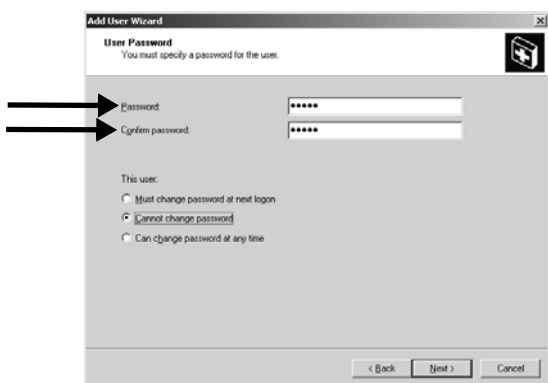 Add User Wizard
User Password
You must specify a password for the user.
Password:
Confirm password:
This user:
Must change password at next logon
Cannot change password
Can change password at any time
< Back Next > Cancel